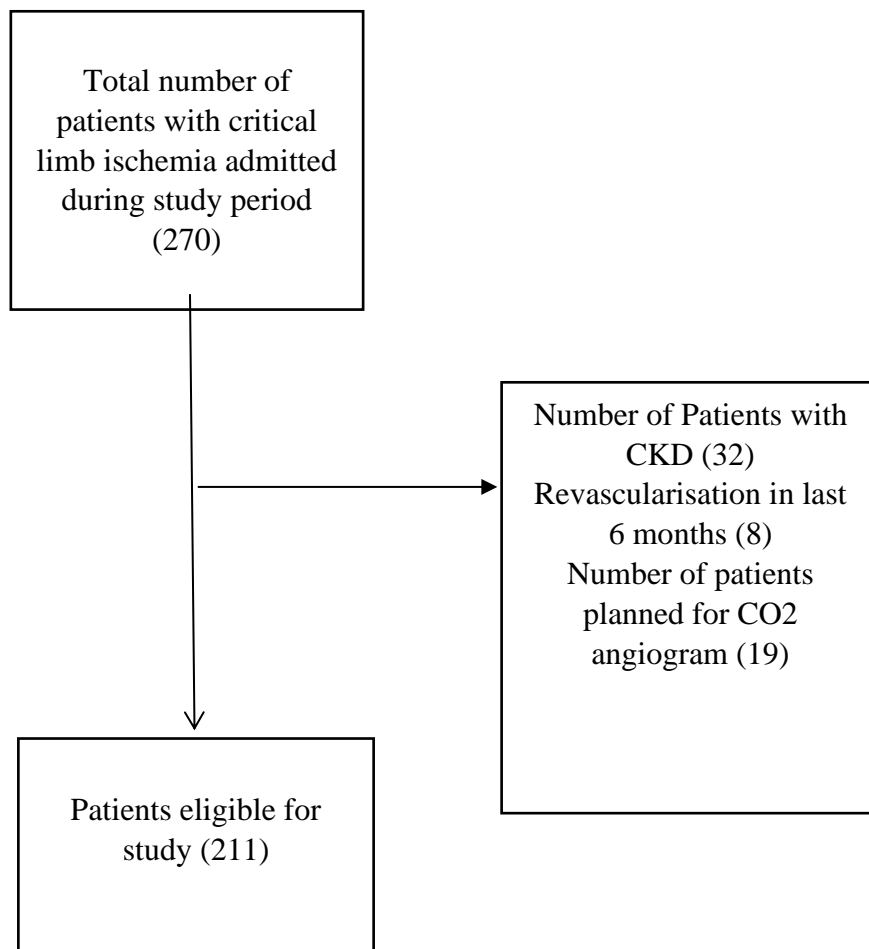 Total number of
patients with critical
limb ischemia admitted
during study period
(270)
Number of Patients with
CKD (32)
Revascularisation in last
6 months (8)
Number of patients
planned for CO2
angiogram (19)
Patients eligible for
study (211)